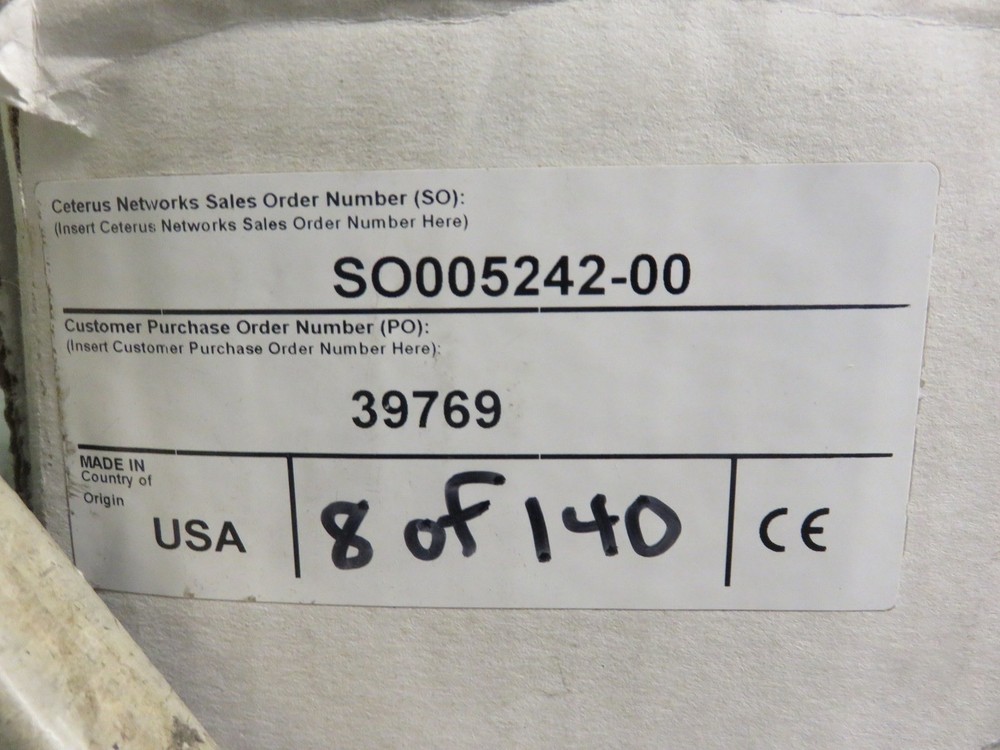 Ceterus Networks Sales Order Number (SO):
(Insert Ceterus Networks Sales Order Number Here)
SO005242-00
Customer Purchase Order Number (PO):
(Insert Customer Purchase Order Number Here):
39769
MADE IN
Country of
Origin
USA
8 of 140
CE